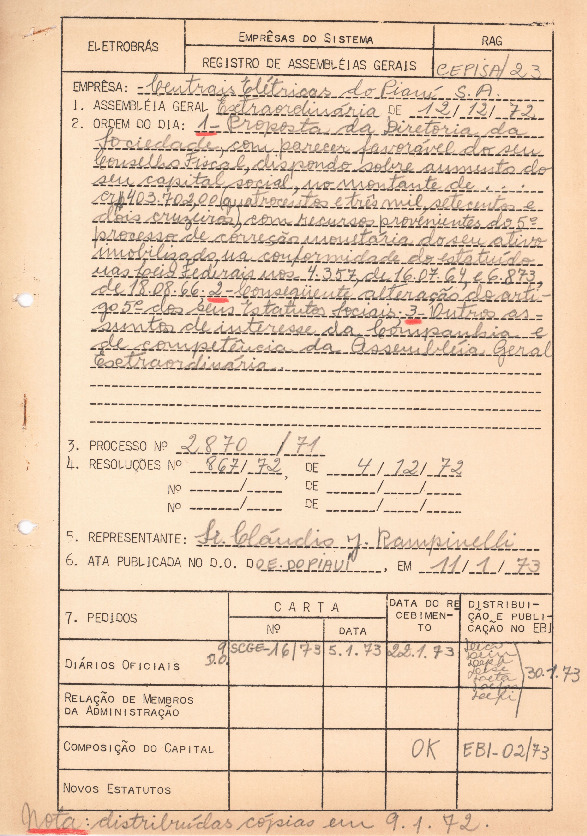 ELETROBRÁS
EMPRÊSAS DO SISTEMA
RAG
REGISTRO DE ASSEMBLÉIAS GERAIS
CEPISA/23
EMPRÊSA: Centrais Elétricas do Piauí S.A.
1. ASSEMBLÉIA GERAL Extraordinária DE 12/12/72
2. ORDEM DO DIA: 1- Proposta da Diretoria da
Sociedade, com parecer favorável do seu
Conselho Fiscal, dispondo sobre aumento do
seu capital social, no montante de . . .
Cr$ 403.702,00 (quatrocentos e três mil, setecentos e
dois cruzeiros), com recursos provenientes do 5º
processo de correção monetária do seu ativo
imobilizado, na conformidade do estatuído
nas Leis Federais nos 4.357, de 16.07.64, e 6.873,
de 18.08.66. 2- Conseqüente alteração do arti-
go 5º dos seus Estatutos Sociais. 3- Outros as-
suntos de interesse da Companhia e
de competência da Assembléia Geral
Extraordinária.
3. PROCESSO Nº 2.870/71
4. RESOLUÇÕES Nº 867/72, DE 4/12/72
Nº / DE /
Nº / DE /
5. REPRESENTANTE: Sr. Cláudio J. Rampinelli
6. ATA PUBLICADA NO D.O. DO E. DO PIAUÍ, EM 11/1/73
7. PEDIDOS
CARTA
Nº
DATA
DATA DO RE
CEBIMEN-
TO
DISTRIBUI-
ÇÃO E PUBLI-
CAÇÃO NO EBI
DIÁRIOS OFICIAIS
9 D.O.
SCGE-16/73
5.1.73
22.1.73
30.1.73
RELAÇÃO DE MEMBROS
DA ADMINISTRAÇÃO
COMPOSIÇÃO DO CAPITAL
OK
EBI-02/73
NOVOS ESTATUTOS
Nota: distribuídas cópias em 9.1.72.